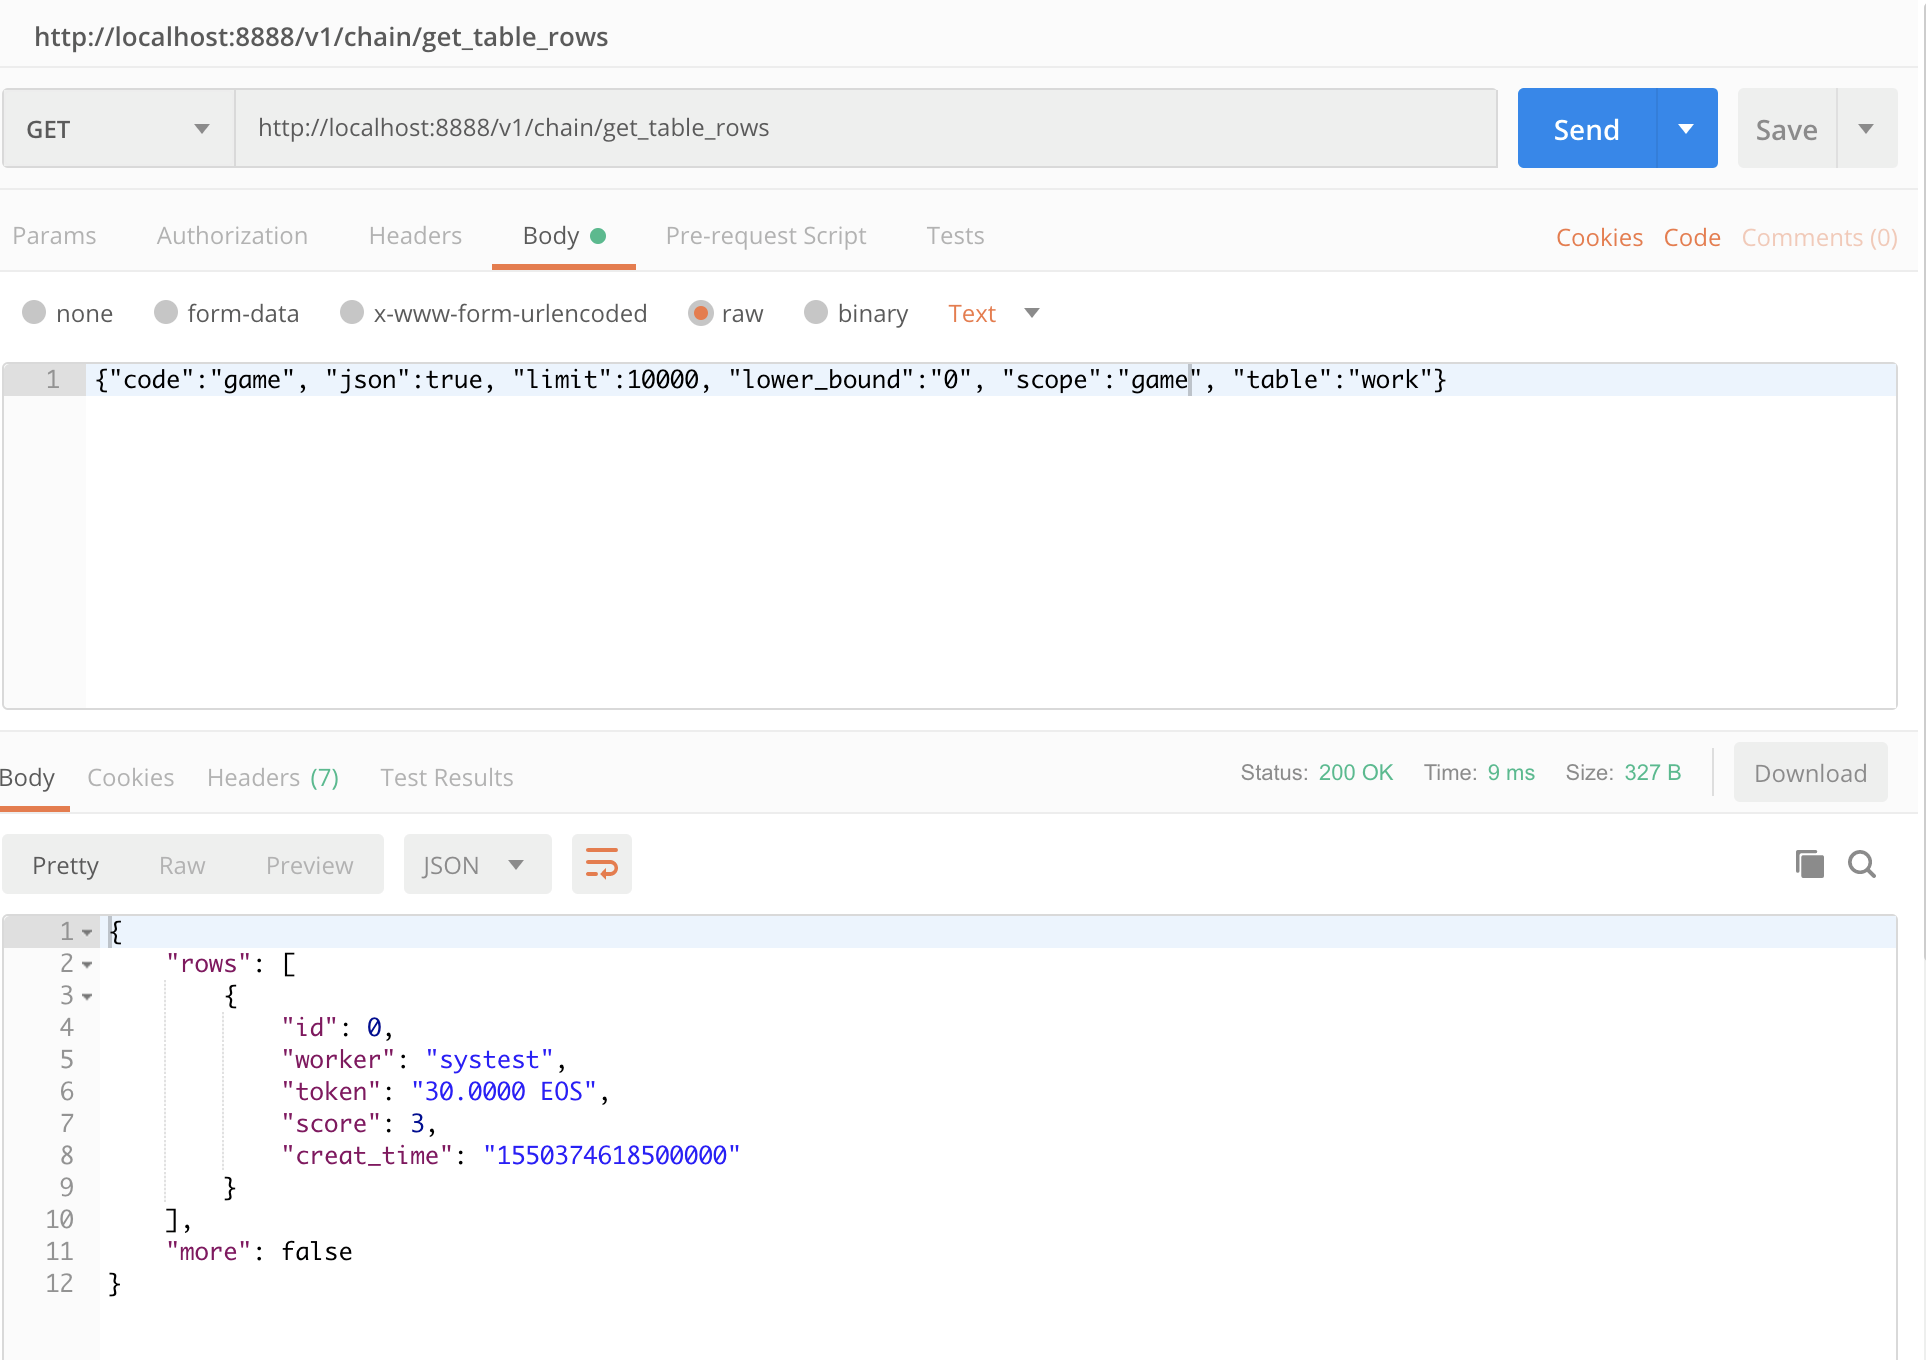 http://localhost:8888/v1/chain/get_table_rows
GET http://localhost:8888/v1/chain/get_table_rows Send Save
Params Authorization Headers Body Pre-request Script Tests Cookies Code Comments (0)
none form-data x-www-form-urlencoded raw binary Text
1 {"code":"game", "json":true, "limit":10000, "lower_bound":"0", "scope":"game", "table":"work"}
Body Cookies Headers (7) Test Results Status: 200 OK Time: 9 ms Size: 327 B Download
Pretty Raw Preview JSON
1 {
2 "rows": [
3 {
4 "id": 0,
5 "worker": "systest",
6 "token": "30.0000 EOS",
7 "score": 3,
8 "creat_time": "1550374618500000"
9 }
10 ],
11 "more": false
12 }